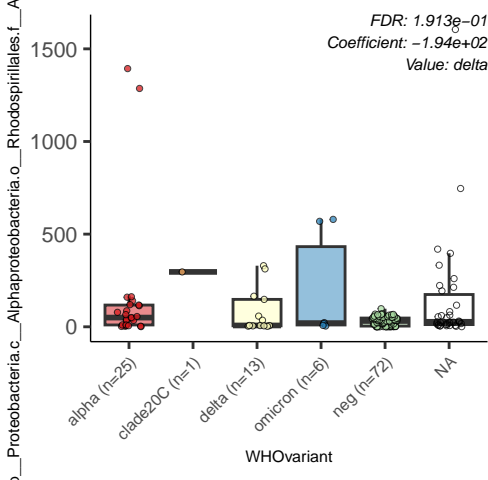 FDR: 1.913e−01
Coefficient: −1.94e+02
Value: delta
1500
1000
500
0
alpha (n=25)
clade20C (n=1)
delta (n=13)
omicron (n=6)
neg (n=72)
NA
WHOvariant
Proteobacteria.c__Alphaproteobacteria.o__Rhodospirillales.f__A